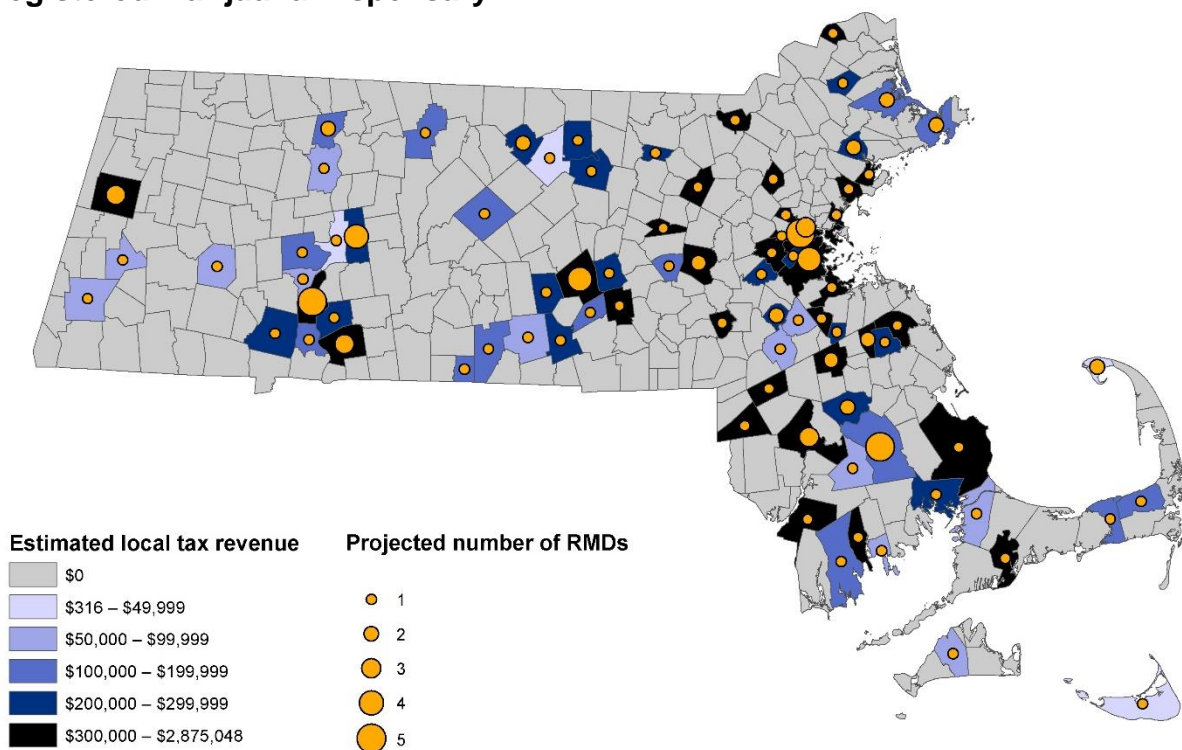 Estimated local tax revenue
$0
$316 – $49,999
$50,000 – $99,999
$100,000 – $199,999
$200,000 – $299,999
$300,000 – $2,875,048
Projected number of RMDs
1
2
3
4
5